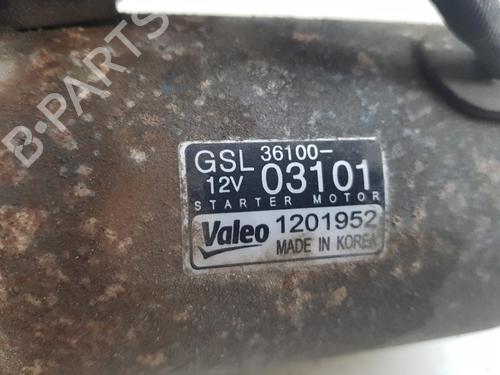 B-PARTS
GSL 36100-
12V 03101
STARTER MOTOR
Valeo 1201952
MADE IN KOREA